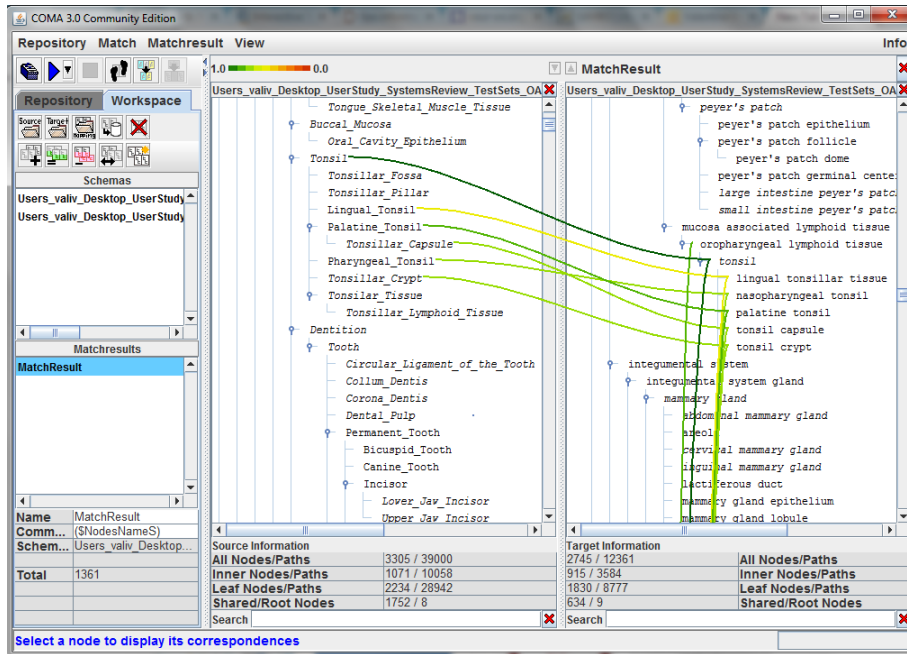 COMA 3.0 Community Edition
Repository Match Matchresult View Info
1.0 0.0 MatchResult
Repository Workspace
Users_valiv_Desktop_UserStudy_SystemsReview_TestSets_OA
Users_valiv_Desktop_UserStudy_SystemsReview_TestSets_OA
Source Target
Schemas
Users_valiv_Desktop_UserStudy
Users_valiv_Desktop_UserStudy
Matchresults
MatchResult
Name MatchResult
Comm... ($NodesNameS)
Schem... Users_valiv_Desktop...
Total 1361
Tongue_Skeletal_Muscle_Tissue
Buccal_Mucosa
Oral_Cavity_Epithelium
Tonsil
Tonsillar_Fossa
Tonsillar_Pillar
Lingual_Tonsil
Palatine_Tonsil
Tonsillar_Capsule
Pharyngeal_Tonsil
Tonsillar_Crypt
Tonsilar_Tissue
Tonsillar_Lymphoid_Tissue
Dentition
Tooth
Circular_Ligament_of_the_Tooth
Collum_Dentis
Corona_Dentis
Dental_Pulp
Permanent_Tooth
Bicuspid_Tooth
Canine_Tooth
Incisor
Lower_Jaw_Incisor
Upper_Jaw_Incisor
peyer's patch
peyer's patch epithelium
peyer's patch follicle
peyer's patch dome
peyer's patch germinal cente
large intestine peyer's patc
small intestine peyer's patc
mucosa associated lymphoid tissue
oropharyngeal lymphoid tissue
tonsil
lingual tonsillar tissue
nasopharyngeal tonsil
palatine tonsil
tonsil capsule
tonsil crypt
integumental system
integumental system gland
mammary gland
abdominal mammary gland
areola
cervical mammary gland
inguinal mammary gland
lactiferous duct
mammary gland epithelium
mammary gland lobule
Source Information
All Nodes/Paths 3305 / 39000
Inner Nodes/Paths 1071 / 10058
Leaf Nodes/Paths 2234 / 28942
Shared/Root Nodes 1752 / 8
Search
Target Information
2745 / 12361 All Nodes/Paths
915 / 3584 Inner Nodes/Paths
1830 / 8777 Leaf Nodes/Paths
634 / 9 Shared/Root Nodes
Search
Select a node to display its correspondences